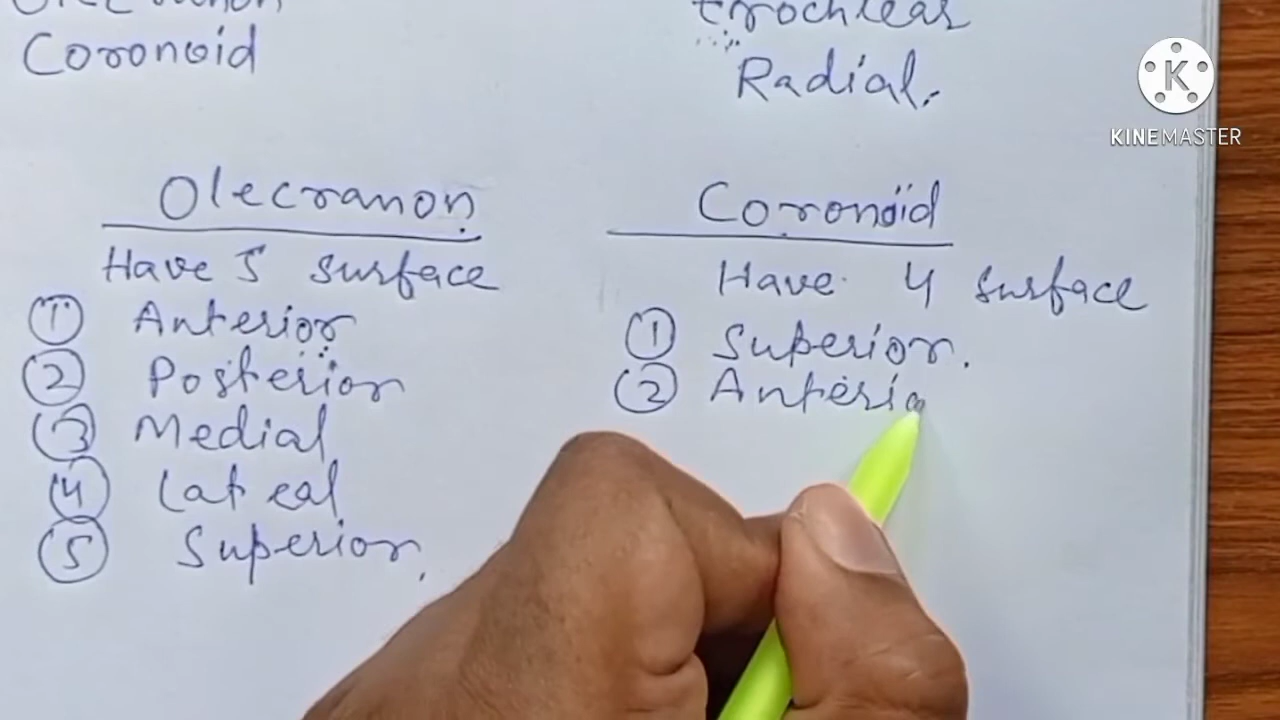 Coronoid
trochlear
Radial.
KINEMASTER
Olecranon
Have 5 surface
① Anterior
② Posterior
③ Medial
④ Lateal
⑤ Superior.
Coronoid
Have 4 surface
① Superior.
② Anterio